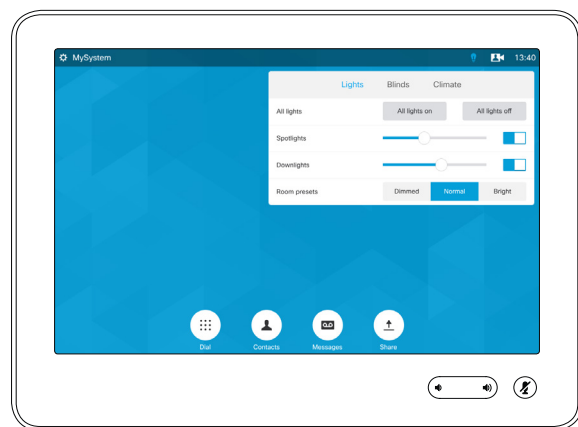 MySystem 13:40
Lights Blinds Climate
All lights All lights on All lights off
Spotlights
Downlights
Room presets Dimmed Normal Bright
Dial Contacts Messages Share